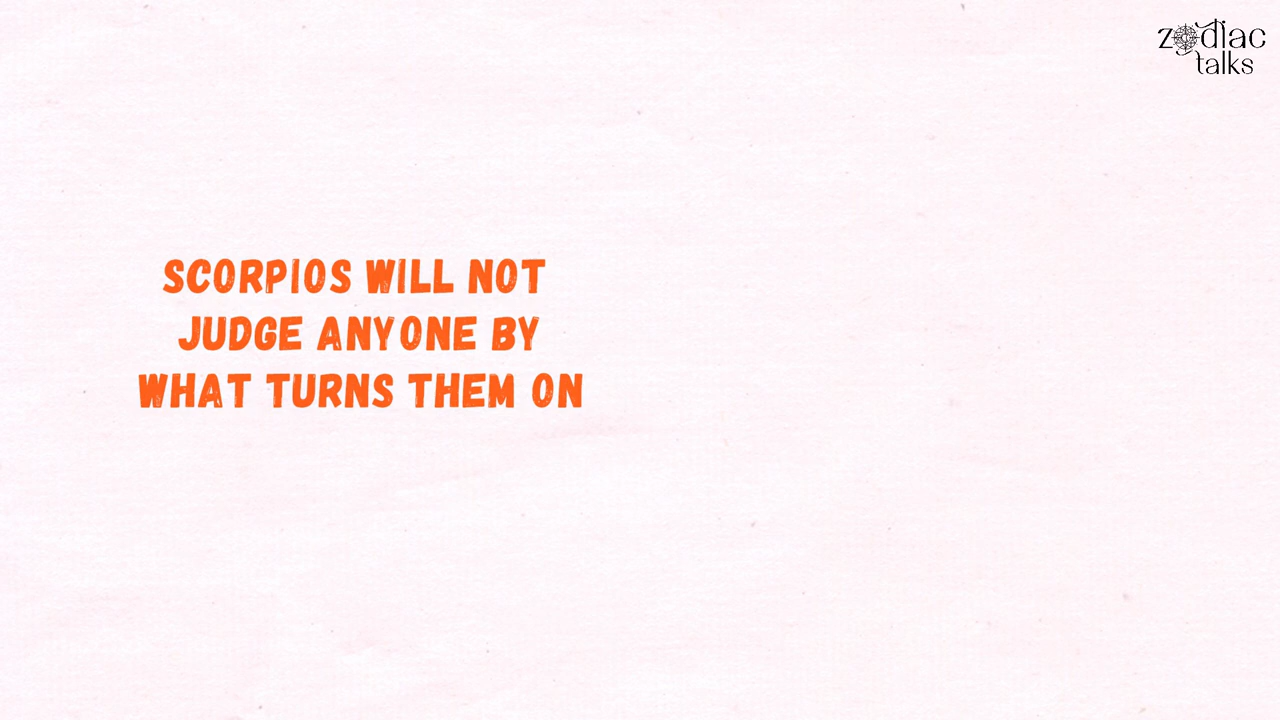 zodiac
talks
SCORPIOS WILL NOT
JUDGE ANYONE BY
WHAT TURNS THEM ON